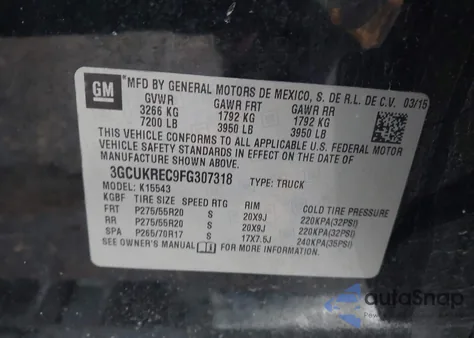 GM
MFD BY GENERAL MOTORS DE MEXICO, S. DE R.L. DE C.V. 03/15
GVWR GAWR FRT GAWR RR
3266 KG 1792 KG 1792 KG
7200 LB 3950 LB 3950 LB
THIS VEHICLE CONFORMS TO ALL APPLICABLE U.S. FEDERAL MOTOR
VEHICLE SAFETY STANDARDS IN EFFECT ON THE DATE OF
MANUFACTURE SHOWN ABOVE.
3GCUKREC9FG307318 TYPE: TRUCK
MODEL: K15543
KGBF TIRE SIZE SPEED RTG RIM COLD TIRE PRESSURE
FRT P275/55R20 S 20X9J 220KPA(32PSI)
RR P275/55R20 S 20X9J 220KPA(32PSI)
SPA P265/70R17 S 17X7.5J 240KPA(35PSI)
SEE OWNER'S MANUAL FOR MORE INFORMATION.
autoSnap